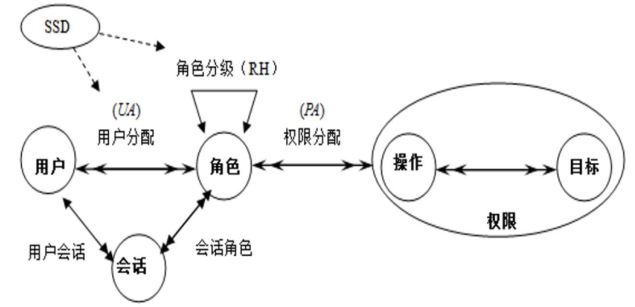 SSD
角色分级（RH）
(UA)
用户分配
(PA)
权限分配
用户
角色
操作
目标
权限
用户会话
会话
会话角色